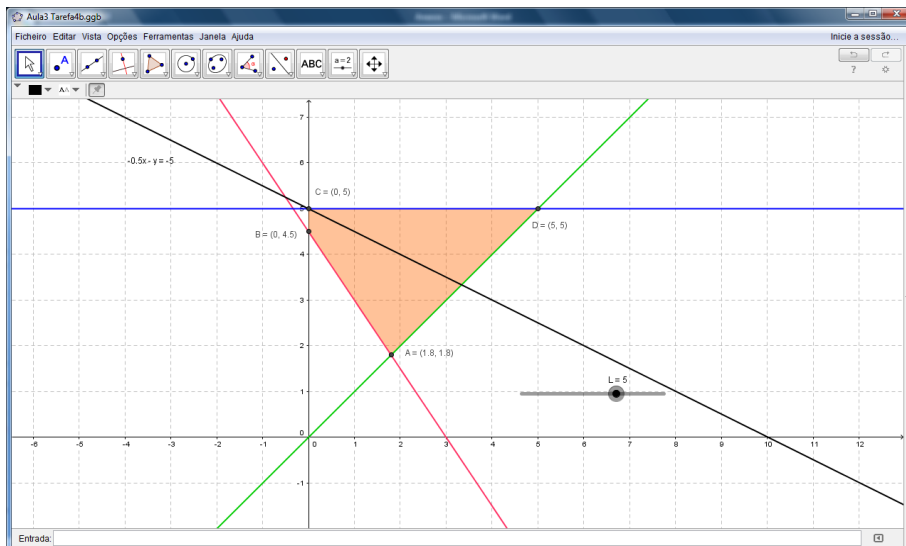 Aula3 Tarefa4b.ggb
Ficheiro Editar Vista Opções Ferramentas Janela Ajuda
Inicie a sessão...
A
ABC
a=2
?
AA
7
-0.5x - y = -5
6
C = (0, 5)
5
B = (0, 4.5)
D = (5, 5)
4
3
2
A = (1.8, 1.8)
L = 5
1
0
-6 -5 -4 -3 -2 -1 0 1 2 3 4 5 6 7 8 9 10 11 12
-1
Entrada: